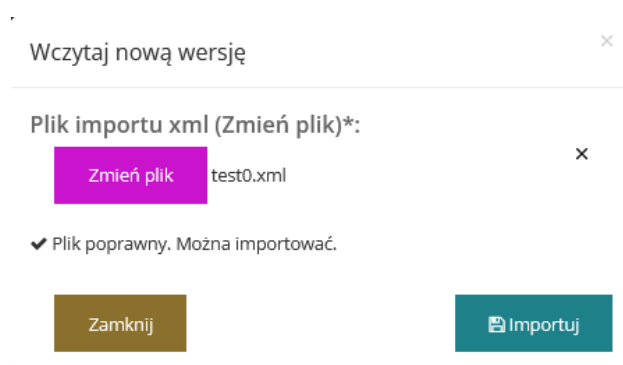 Wczytaj nową wersję
Plik importu xml (Zmień plik)*:
Zmień plik test0.xml
Plik poprawny. Można importować.
Zamknij
Importuj